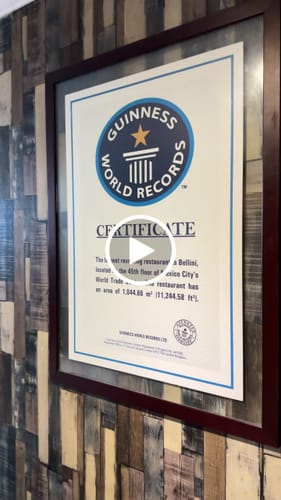 GUINNESS
WORLD RECORDS
™
CERTIFICATE
The largest revolving restaurant is Bellini,
located on the 45th floor of Mexico City's
World Trade restaurant has
an area of 1,044.66 m² (11,244.58 ft²).
GUINNESS WORLD RECORDS LTD